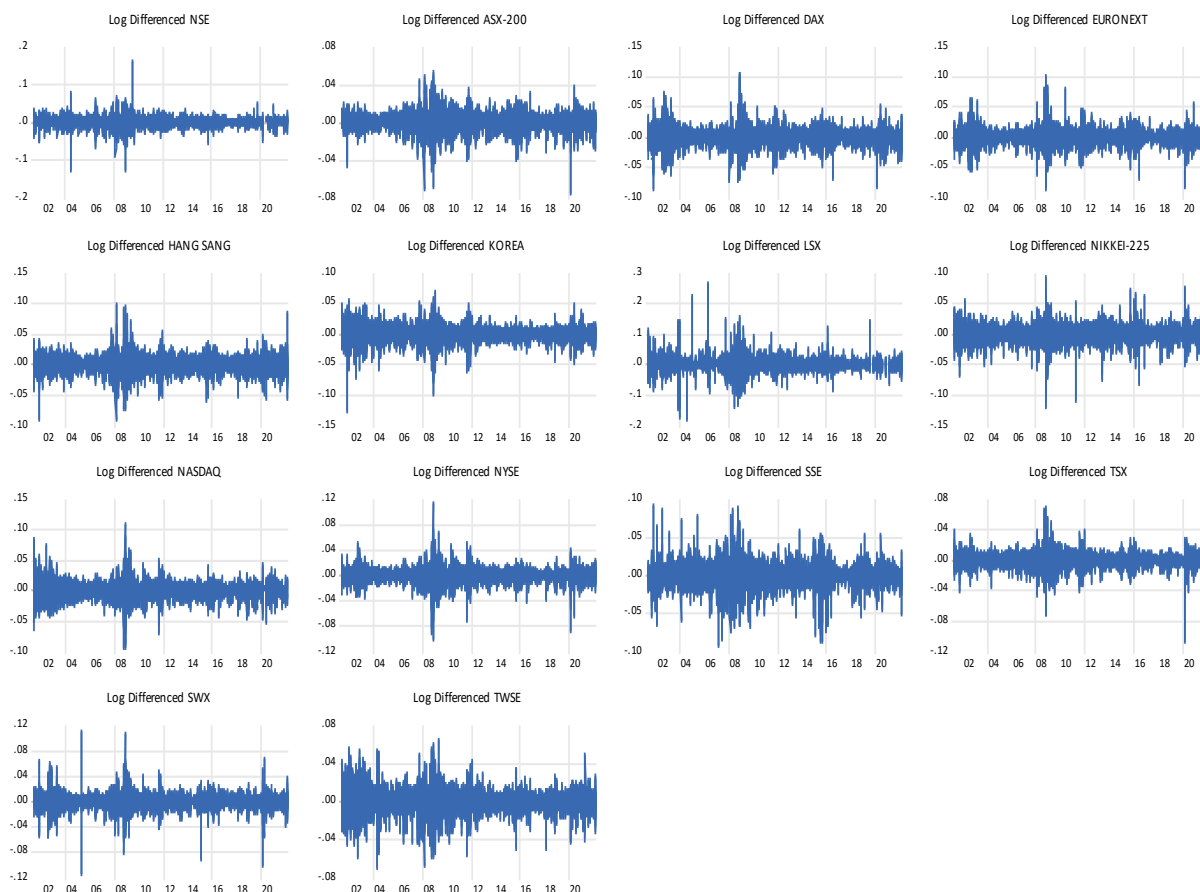 Log Differenced NSE
.2
.1
.0
-.1
-.2
02 04 06 08 10 12 14 16 18 20
Log Differenced ASX-200
.08
.04
.00
-.04
-.08
02 04 06 08 10 12 14 16 18 20
Log Differenced DAX
.15
.10
.05
.00
-.05
-.10
02 04 06 08 10 12 14 16 18 20
Log Differenced EURONEXT
.15
.10
.05
.00
-.05
-.10
02 04 06 08 10 12 14 16 18 20
Log Differenced HANG SANG
.15
.10
.05
.00
-.05
-.10
02 04 06 08 10 12 14 16 18 20
Log Differenced KOREA
.10
.05
.00
-.05
-.10
-.15
02 04 06 08 10 12 14 16 18 20
Log Differenced LSX
.3
.2
.1
.0
-.1
-.2
02 04 06 08 10 12 14 16 18 20
Log Differenced NIKKEI-225
.10
.05
.00
-.05
-.10
-.15
02 04 06 08 10 12 14 16 18 20
Log Differenced NASDAQ
.15
.10
.05
.00
-.05
-.10
02 04 06 08 10 12 14 16 18 20
Log Differenced NYSE
.12
.08
.04
.00
-.04
-.08
-.12
02 04 06 08 10 12 14 16 18 20
Log Differenced SSE
.10
.05
.00
-.05
-.10
02 04 06 08 10 12 14 16 18 20
Log Differenced TSX
.08
.04
.00
-.04
-.08
-.12
02 04 06 08 10 12 14 16 18 20
Log Differenced SWX
.12
.08
.04
.00
-.04
-.08
-.12
02 04 06 08 10 12 14 16 18 20
Log Differenced TWSE
.08
.04
.00
-.04
-.08
02 04 06 08 10 12 14 16 18 20